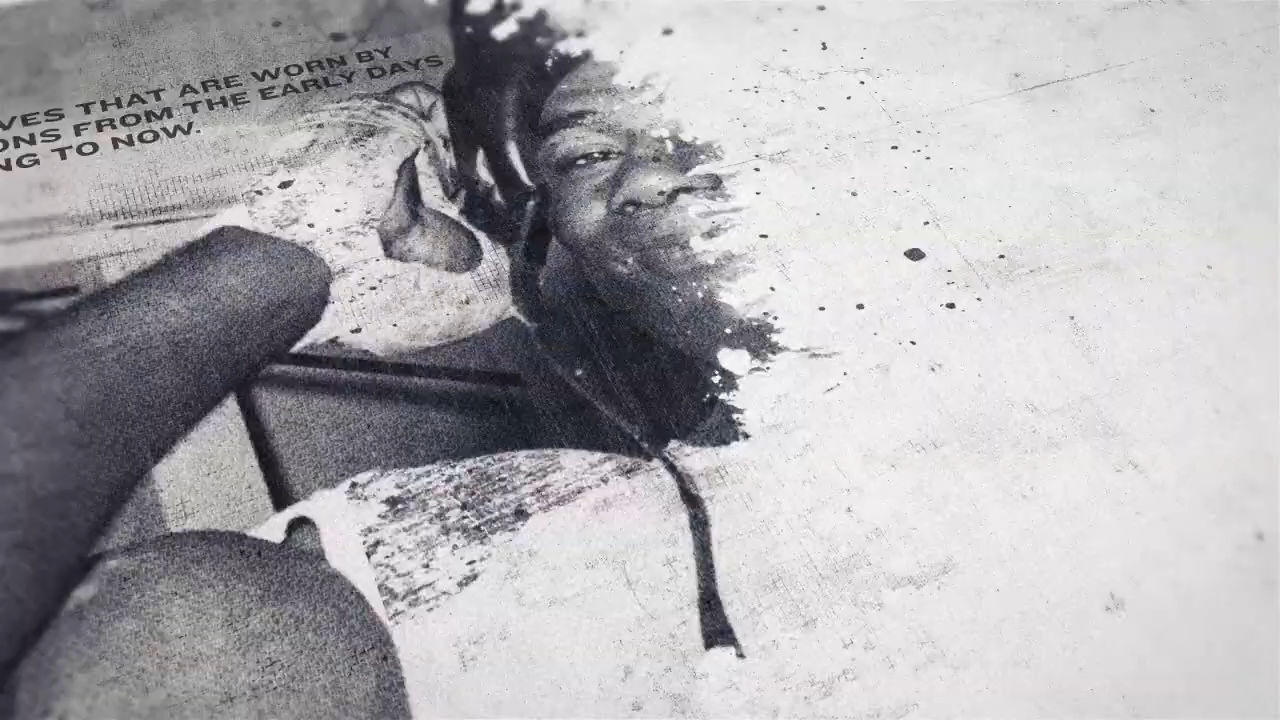 VES THAT ARE WORN BY
ONS FROM THE EARLY DAYS
NG TO NOW.